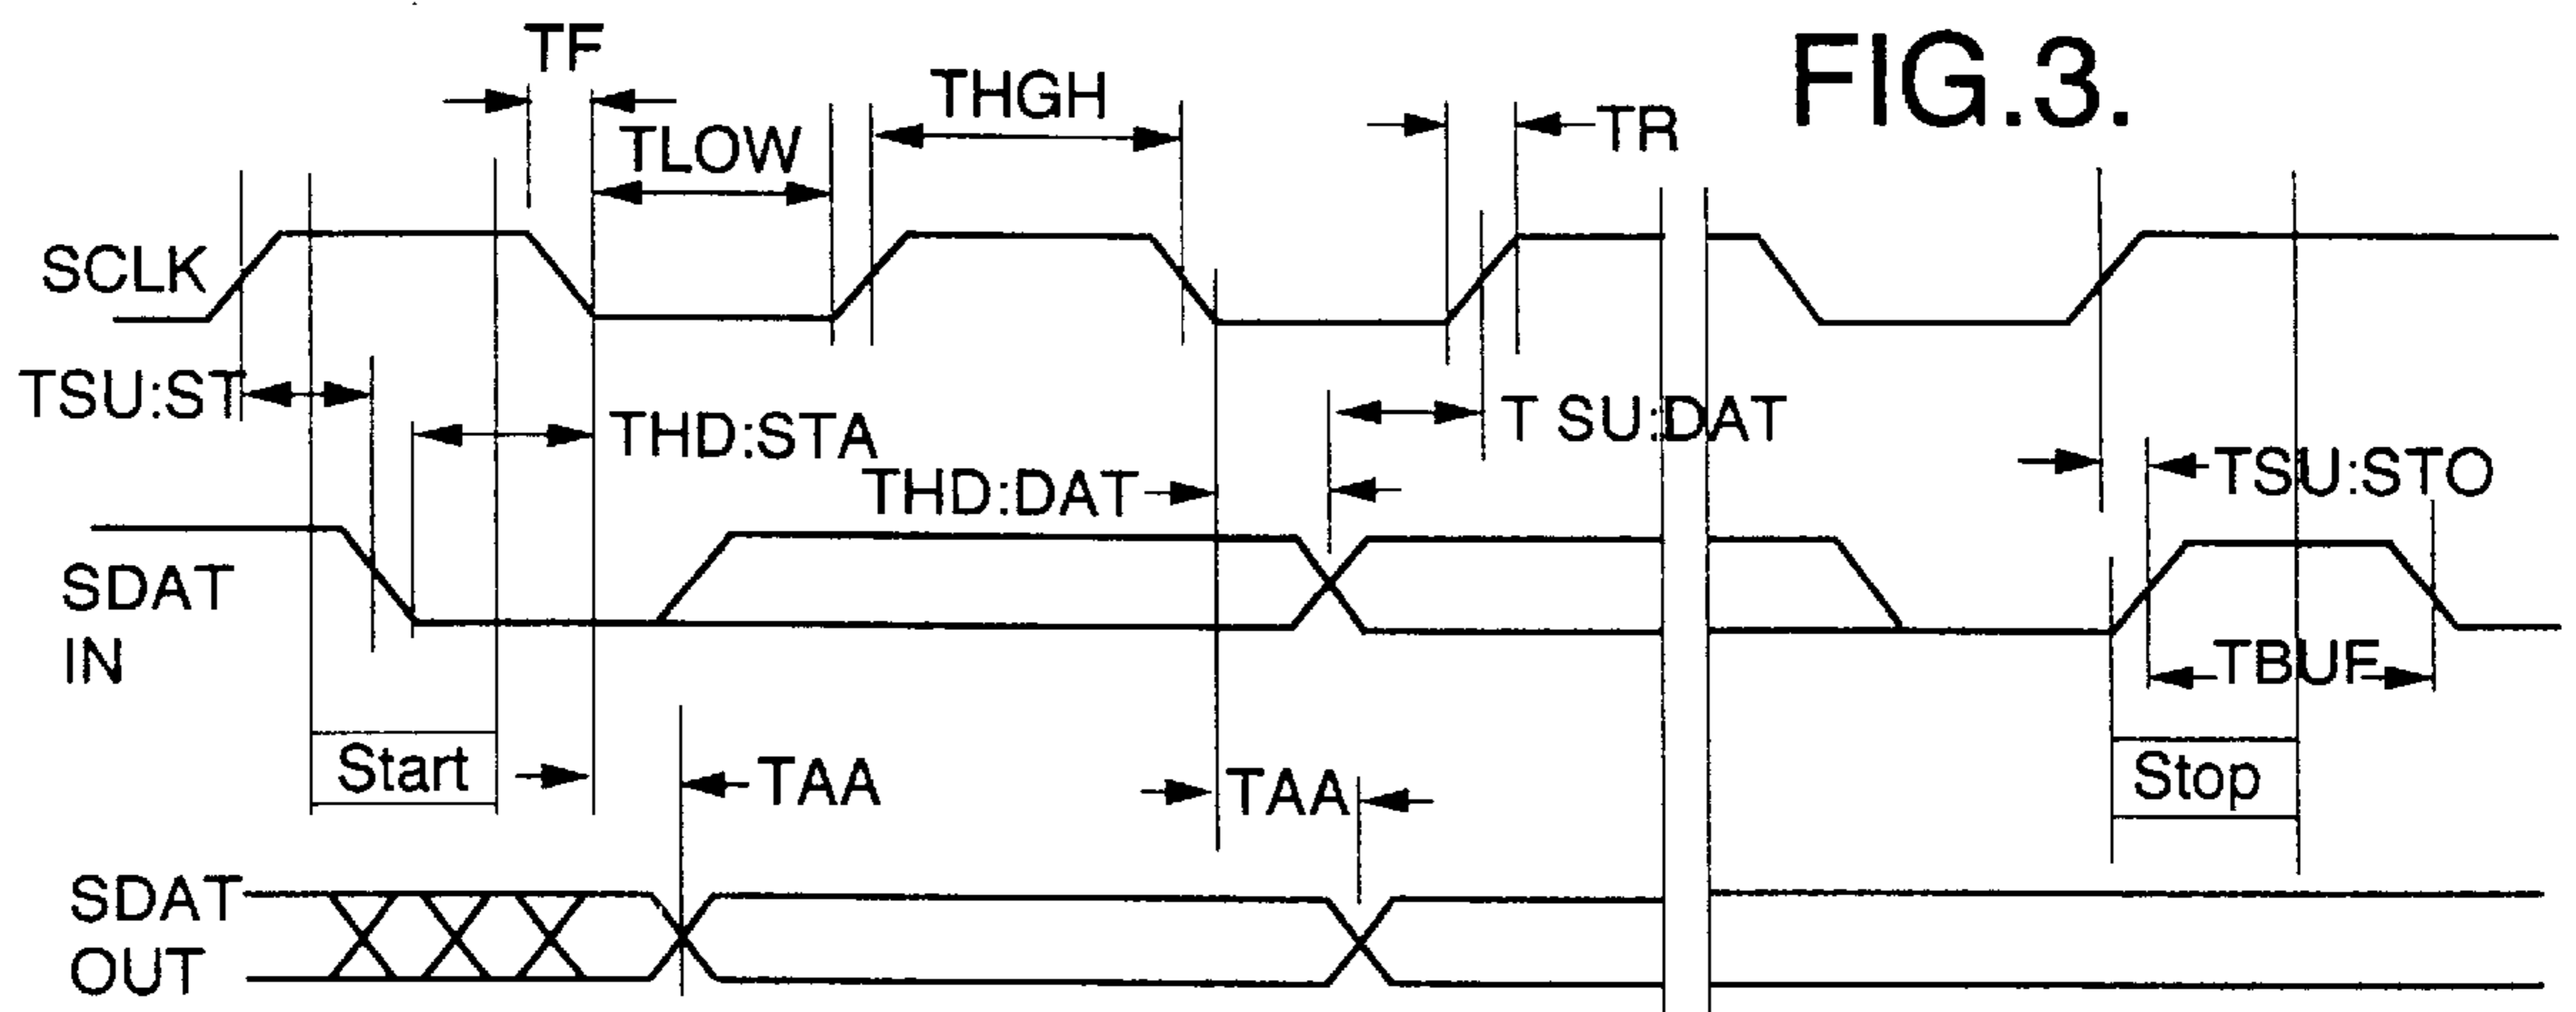 FIG.3.
TF
THGH
TLOW
TR
SCLK
TSU:ST
THD:STA
T SU:DAT
THD:DAT
TSU:STO
SDAT
IN
TBUF
Start
TAA
TAA
Stop
SDAT
OUT